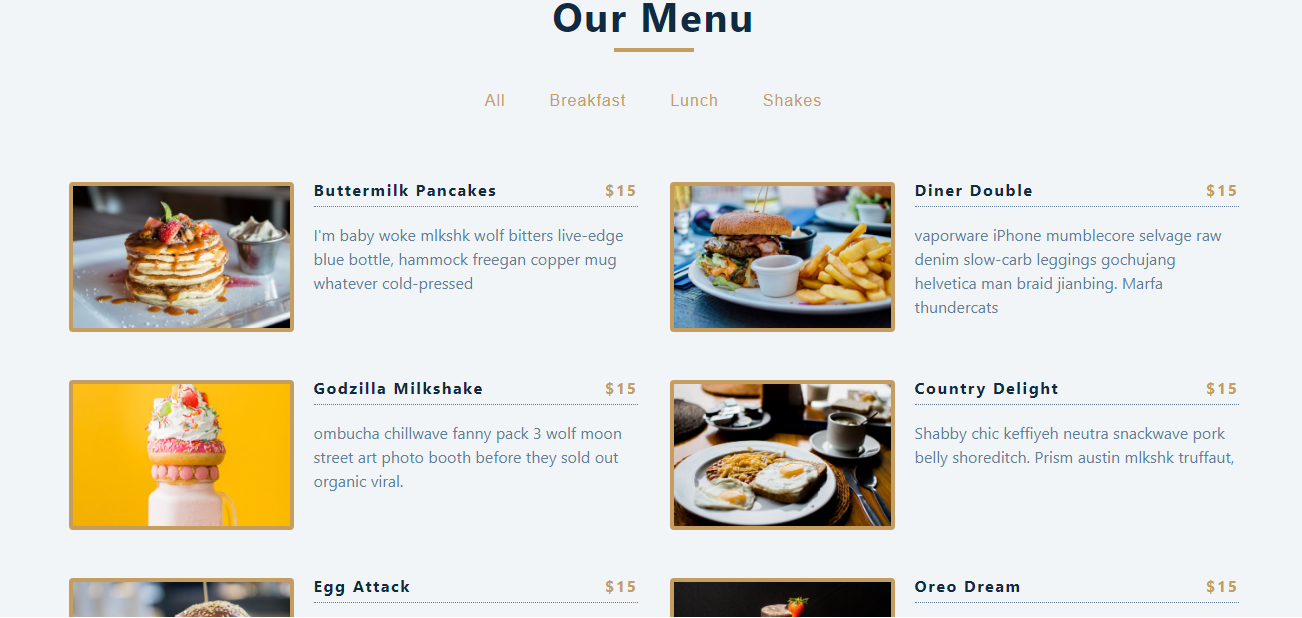 Our Menu
All Breakfast Lunch Shakes
Buttermilk Pancakes $15
I'm baby woke mlkshk wolf bitters live-edge
blue bottle, hammock freegan copper mug
whatever cold-pressed
Diner Double $15
vaporware iPhone mumblecore selvage raw
denim slow-carb leggings gochujang
helvetica man braid jianbing. Marfa
thundercats
Godzilla Milkshake $15
ombucha chillwave fanny pack 3 wolf moon
street art photo booth before they sold out
organic viral.
Country Delight $15
Shabby chic keffiyeh neutra snackwave pork
belly shoreditch. Prism austin mlkshk truffaut,
Egg Attack $15
Oreo Dream $15